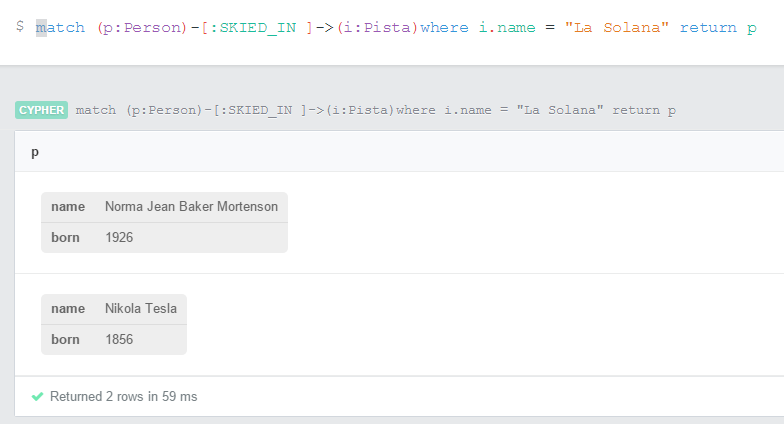 $ match (p:Person)-[:SKIED_IN ]->(i:Pista)where i.name = "La Solana" return p
CYPHER match (p:Person)-[:SKIED_IN ]->(i:Pista)where i.name = "La Solana" return p
p
name Norma Jean Baker Mortenson
born 1926
name Nikola Tesla
born 1856
Returned 2 rows in 59 ms